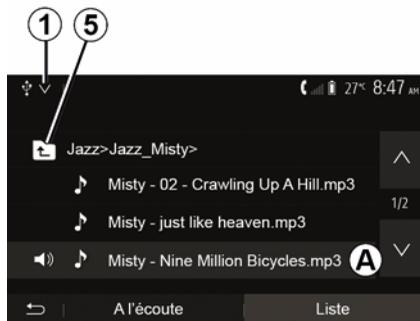 1 5
27°C 8:47 AM
Jazz>Jazz_Misty>
Misty - 02 - Crawling Up A Hill.mp3
1/2
Misty - just like heaven.mp3
Misty - Nine Million Bicycles.mp3 A
A l'écoute Liste